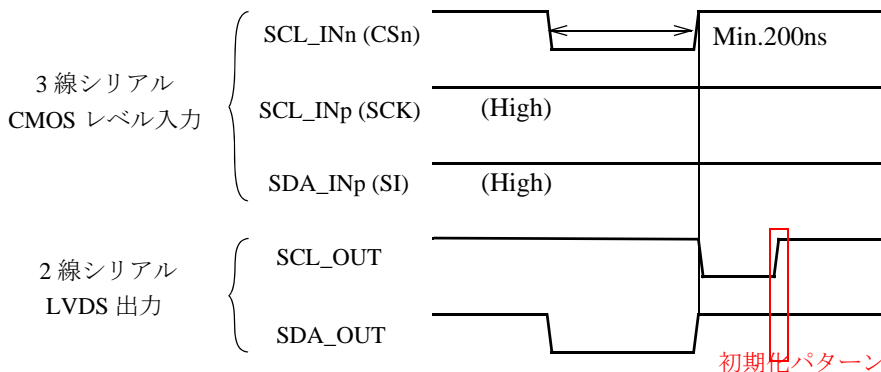 SCL_INn (CSn)
Min.200ns
3 線シリアル
CMOS レベル入力
SCL_INp (SCK)
(High)
SDA_INp (SI)
(High)
2 線シリアル
LVDS 出力
SCL_OUT
SDA_OUT
初期化パターン